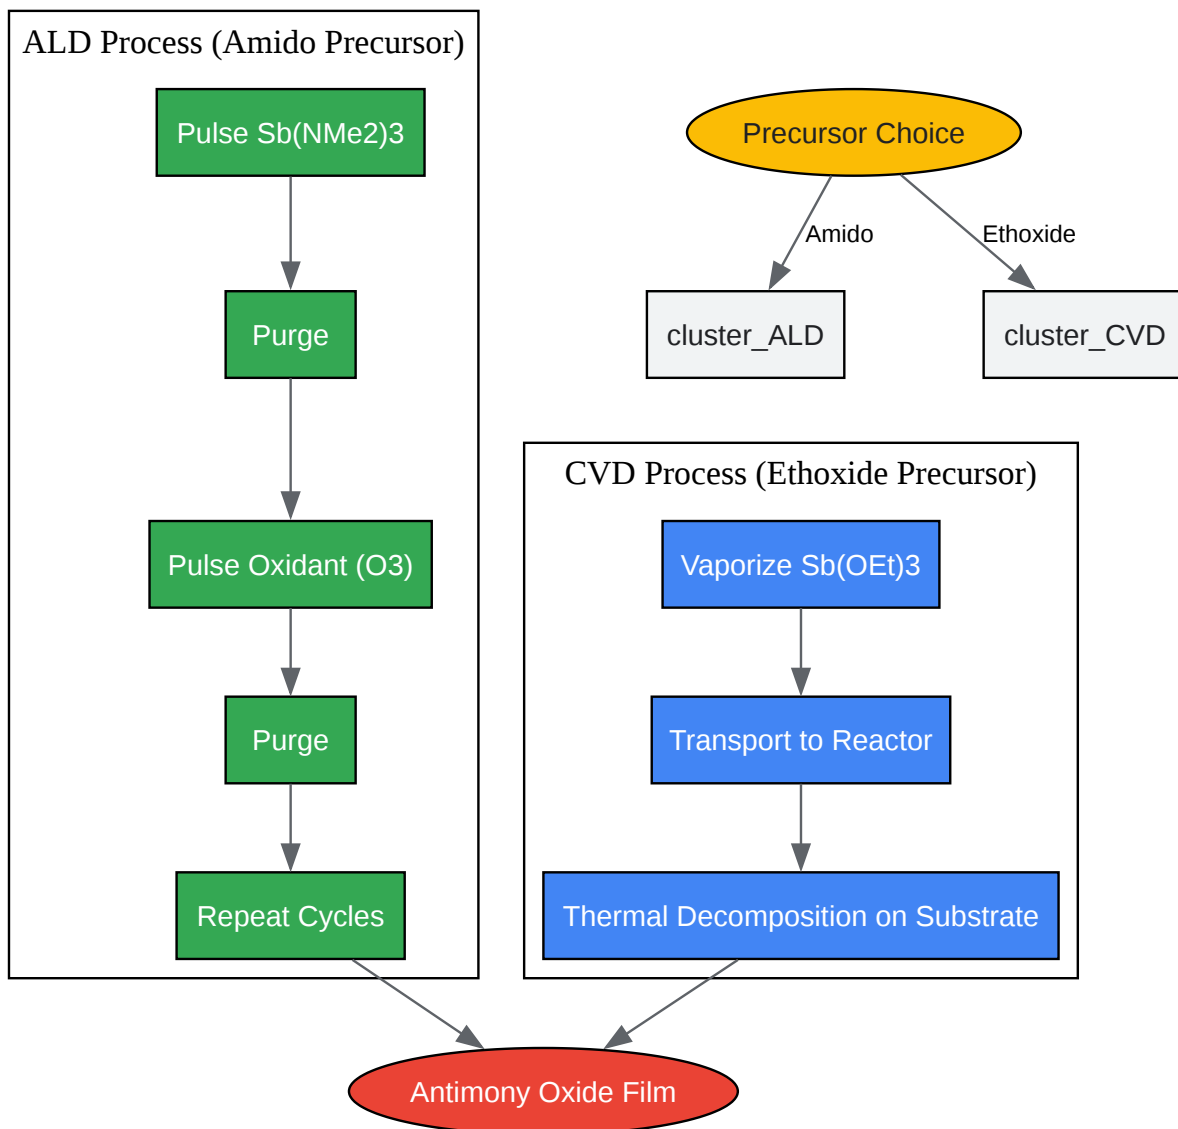 ALD Process (Amido Precursor)
Pulse Sb(NMe2)3
Purge
Pulse Oxidant (O3)
Purge
Repeat Cycles
Precursor Choice
Amido
Ethoxide
cluster_ALD
cluster_CVD
CVD Process (Ethoxide Precursor)
Vaporize Sb(OEt)3
Transport to Reactor
Thermal Decomposition on Substrate
Antimony Oxide Film